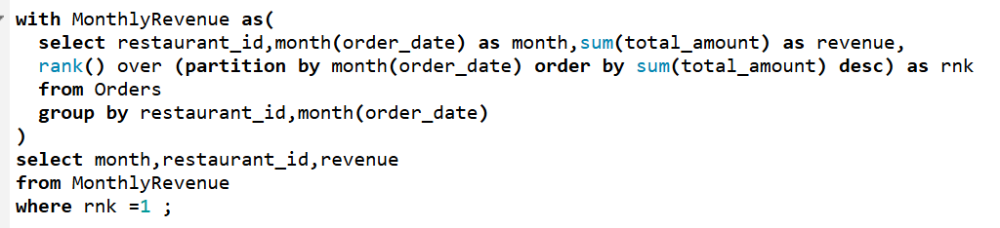 with MonthlyRevenue as(
select restaurant_id,month(order_date) as month,sum(total_amount) as revenue,
rank() over (partition by month(order_date) order by sum(total_amount) desc) as rnk
from Orders
group by restaurant_id,month(order_date)
)
select month,restaurant_id,revenue
from MonthlyRevenue
where rnk =1 ;